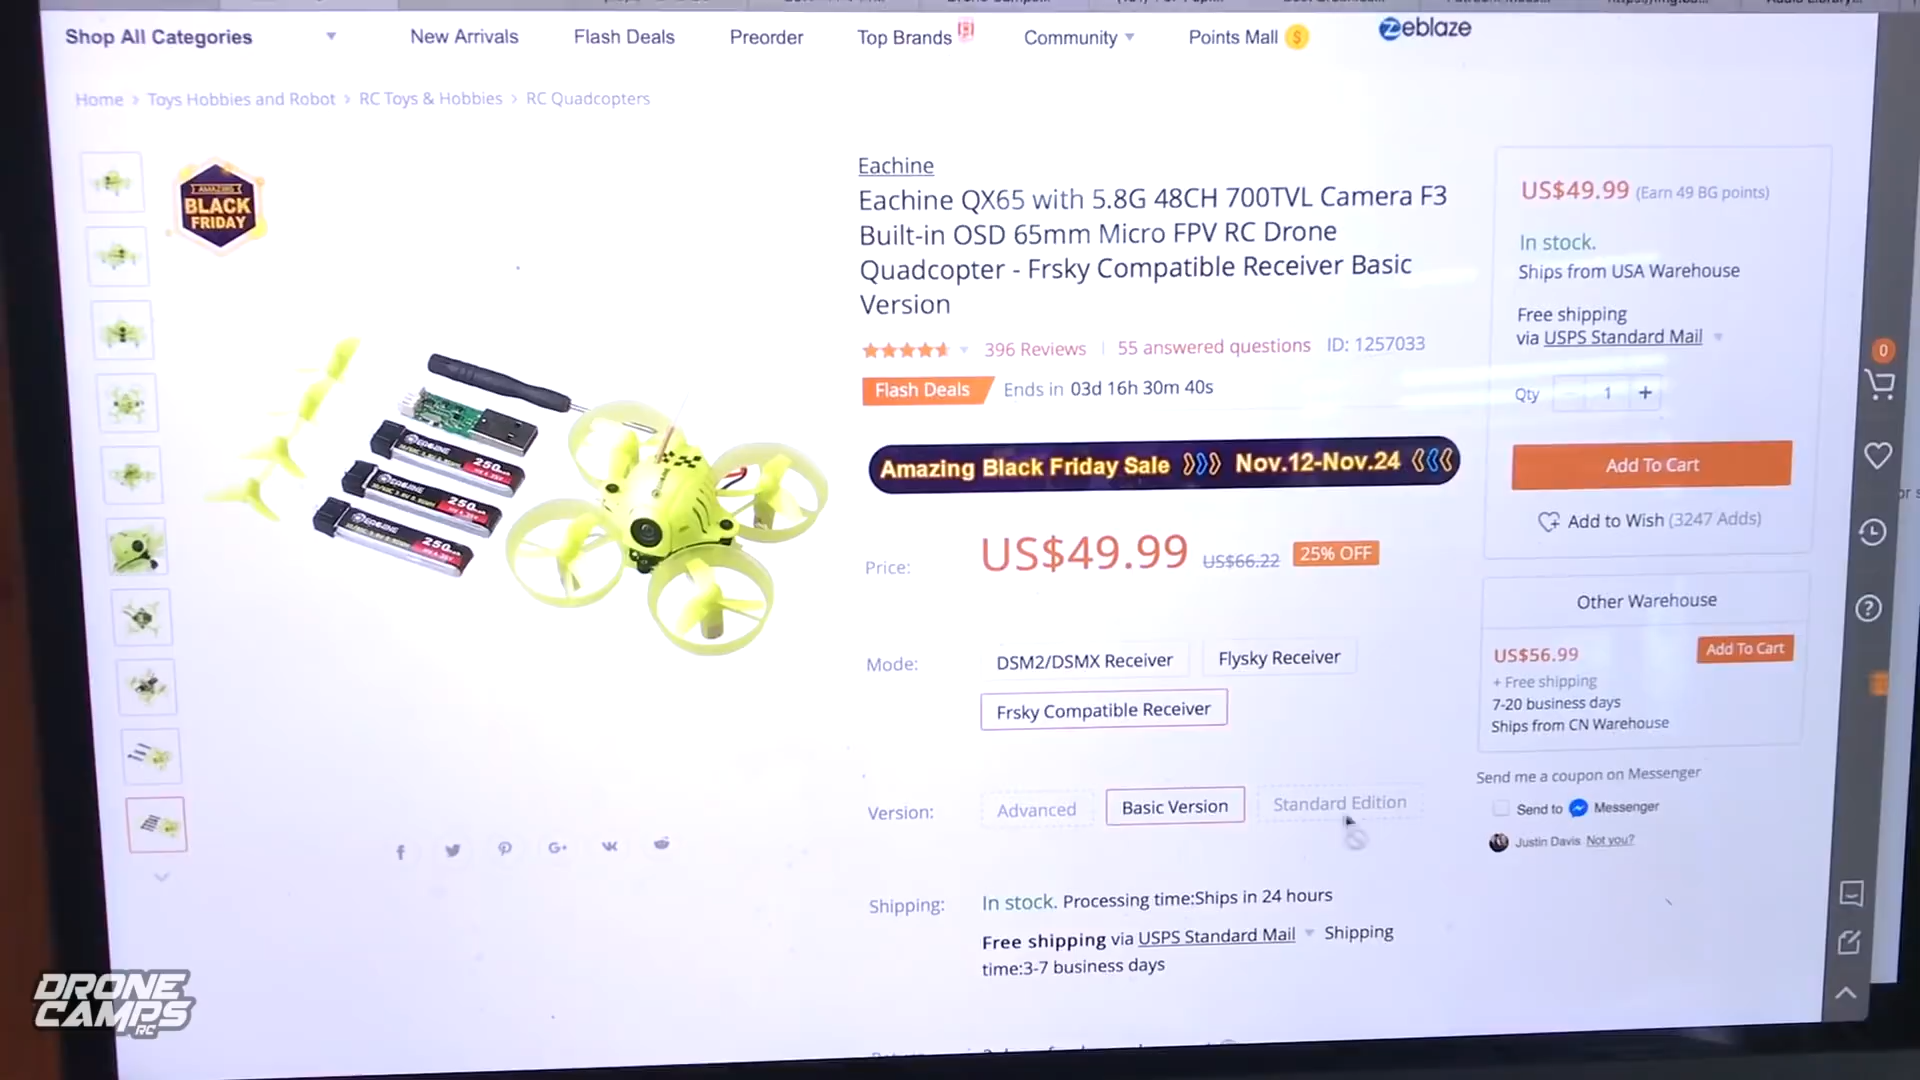 Shop All Categories
New Arrivals
Flash Deals
Preorder
Top Brands
Community
Points Mall
Zeblaze
Home > Toys Hobbies and Robot > RC Toys & Hobbies > RC Quadcopters
AMAZING
BLACK
FRIDAY
Eachine
Eachine QX65 with 5.8G 48CH 700TVL Camera F3
Built-in OSD 65mm Micro FPV RC Drone
Quadcopter - Frsky Compatible Receiver Basic
Version
396 Reviews | 55 answered questions ID: 1257033
Flash Deals Ends in 03d 16h 30m 40s
Amazing Black Friday Sale Nov.12-Nov.24
Price: US$49.99 US$66.22 25% OFF
Mode: DSM2/DSMX Receiver Flysky Receiver
Frsky Compatible Receiver
Version: Advanced Basic Version Standard Edition
Shipping: In stock. Processing time:Ships in 24 hours
Free shipping via USPS Standard Mail Shipping
time:3-7 business days
US$49.99 (Earn 49 BG points)
In stock.
Ships from USA Warehouse
Free shipping
via USPS Standard Mail
Qty - 1 +
Add To Cart
Add to Wish (3247 Adds)
Other Warehouse
US$56.99 Add To Cart
+ Free shipping
7-20 business days
Ships from CN Warehouse
Send me a coupon on Messenger
Send to Messenger
Justin Davis Not you?
0
EACHINE
250
EACHINE
250
EACHINE
250
DRONE
CAMPS
RC